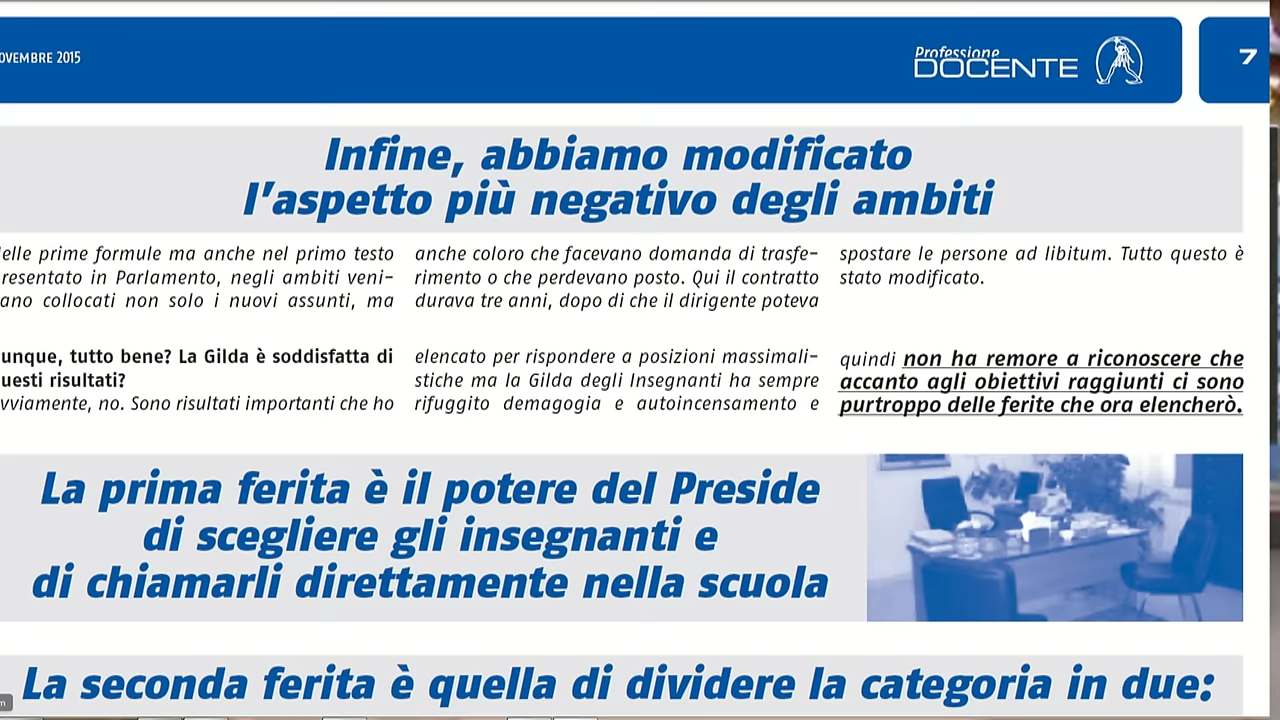 OVEMBRE 2015
Professione
DOCENTE
7
Infine, abbiamo modificato
l'aspetto più negativo degli ambiti
elle prime formule ma anche nel primo testo
resentato in Parlamento, negli ambiti veni-
ano collocati non solo i nuovi assunti, ma
anche coloro che facevano domanda di trasfe-
rimento o che perdevano posto. Qui il contratto
durava tre anni, dopo di che il dirigente poteva
spostare le persone ad libitum. Tutto questo è
stato modificato.
unque, tutto bene? La Gilda è soddisfatta di
uesti risultati?
vviamente, no. Sono risultati importanti che ho
elencato per rispondere a posizioni massimali-
stiche ma la Gilda degli Insegnanti ha sempre
rifuggito demagogia e autoincensamento e
quindi non ha remore a riconoscere che
accanto agli obiettivi raggiunti ci sono
purtroppo delle ferite che ora elencherò.
La prima ferita è il potere del Preside
di scegliere gli insegnanti e
di chiamarli direttamente nella scuola
La seconda ferita è quella di dividere la categoria in due: